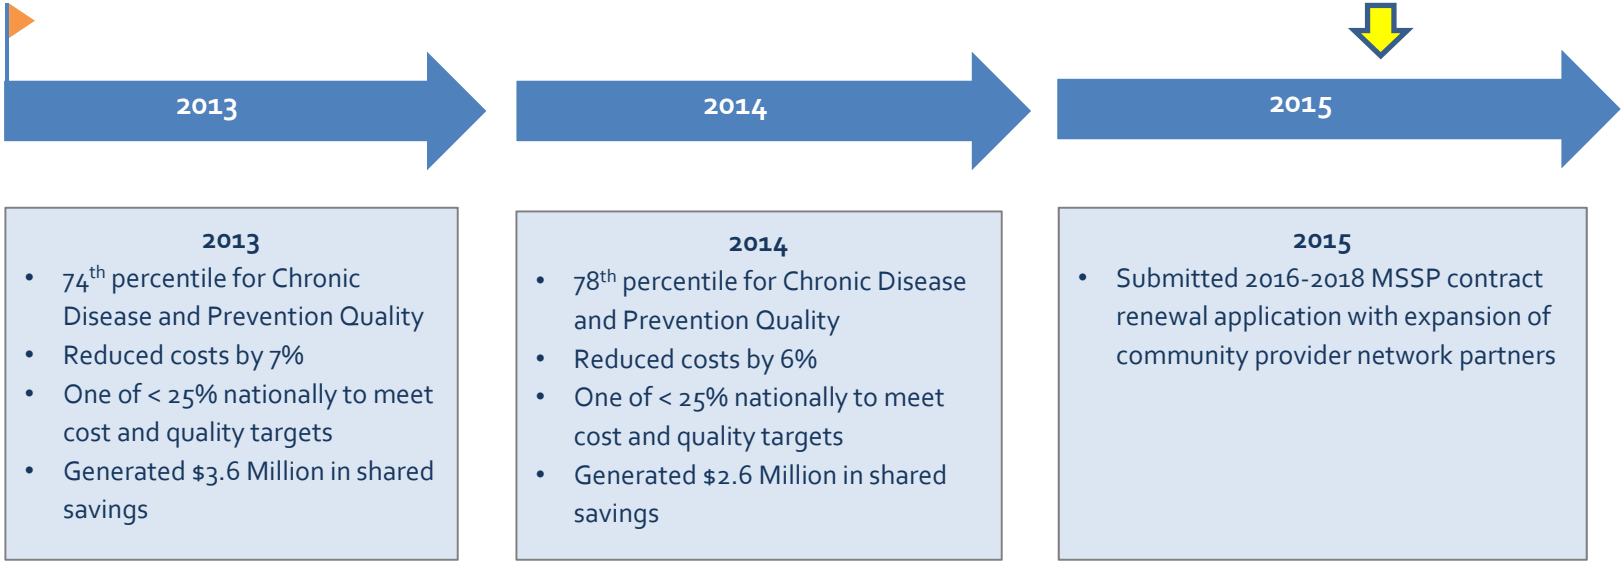 2013
2014
2015
2013
• 74th percentile for Chronic
Disease and Prevention Quality
• Reduced costs by 7%
• One of < 25% nationally to meet
cost and quality targets
• Generated $3.6 Million in shared
savings
2014
• 78th percentile for Chronic Disease
and Prevention Quality
• Reduced costs by 6%
• One of < 25% nationally to meet
cost and quality targets
• Generated $2.6 Million in shared
savings
2015
• Submitted 2016-2018 MSSP contract
renewal application with expansion of
community provider network partners